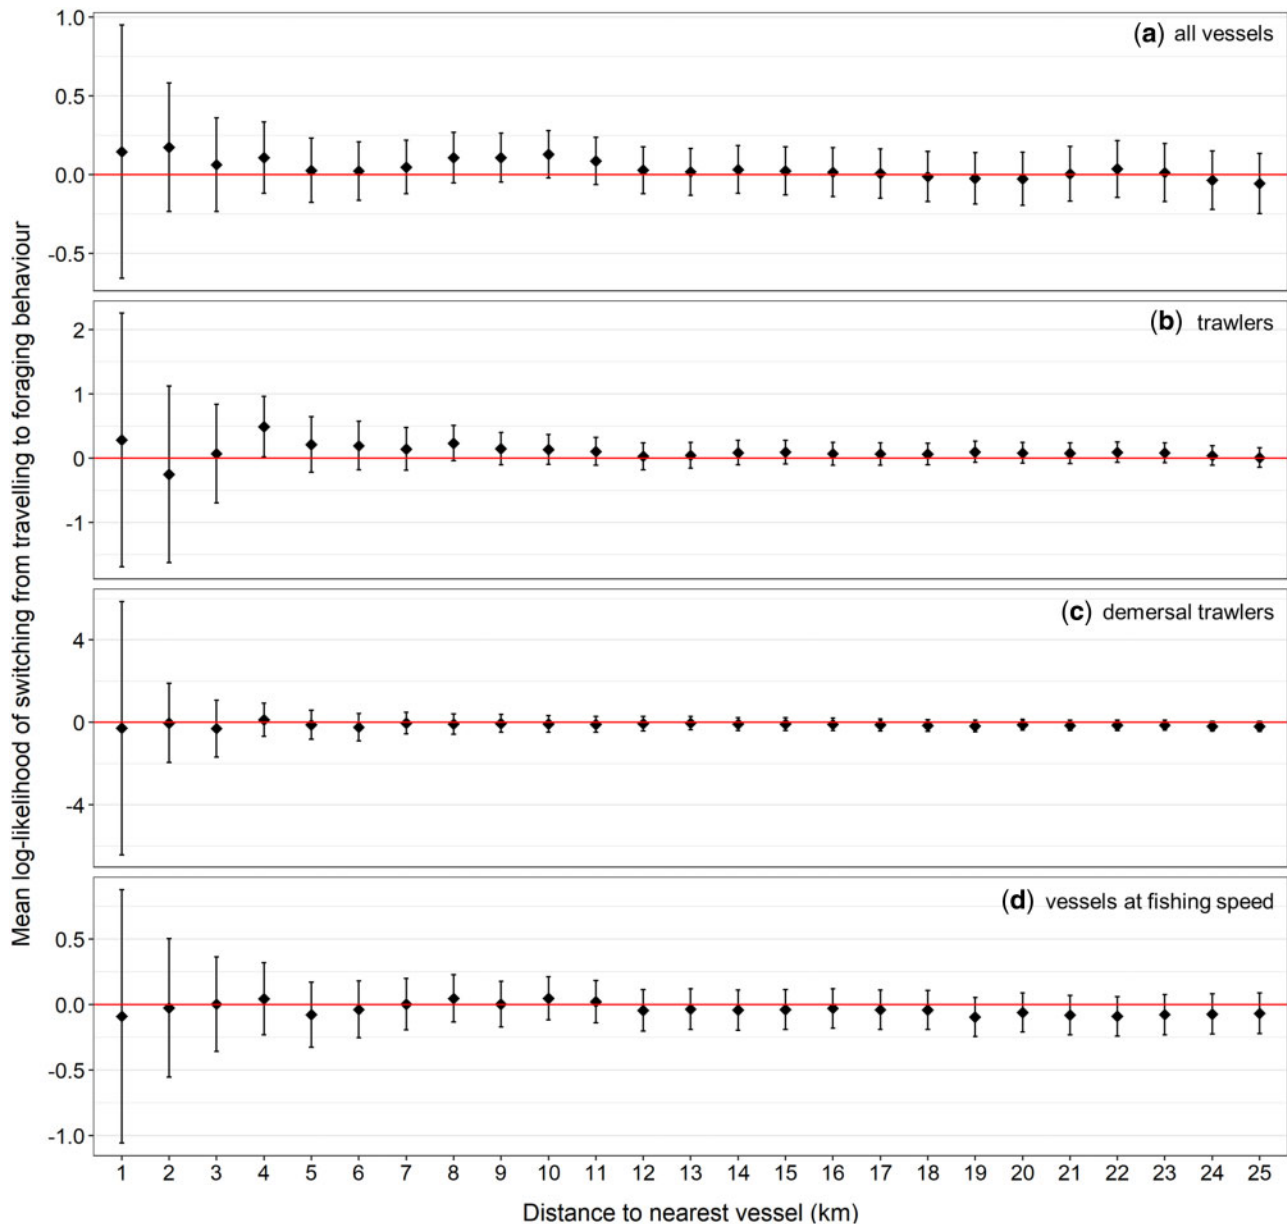 Mean log-likelihood of switching from travelling to foraging behaviour
(a) all vessels
1.0
0.5
0.0
-0.5
(b) trawlers
2
1
0
-1
(c) demersal trawlers
4
0
-4
(d) vessels at fishing speed
0.5
0.0
-0.5
-1.0
1 2 3 4 5 6 7 8 9 10 11 12 13 14 15 16 17 18 19 20 21 22 23 24 25
Distance to nearest vessel (km)